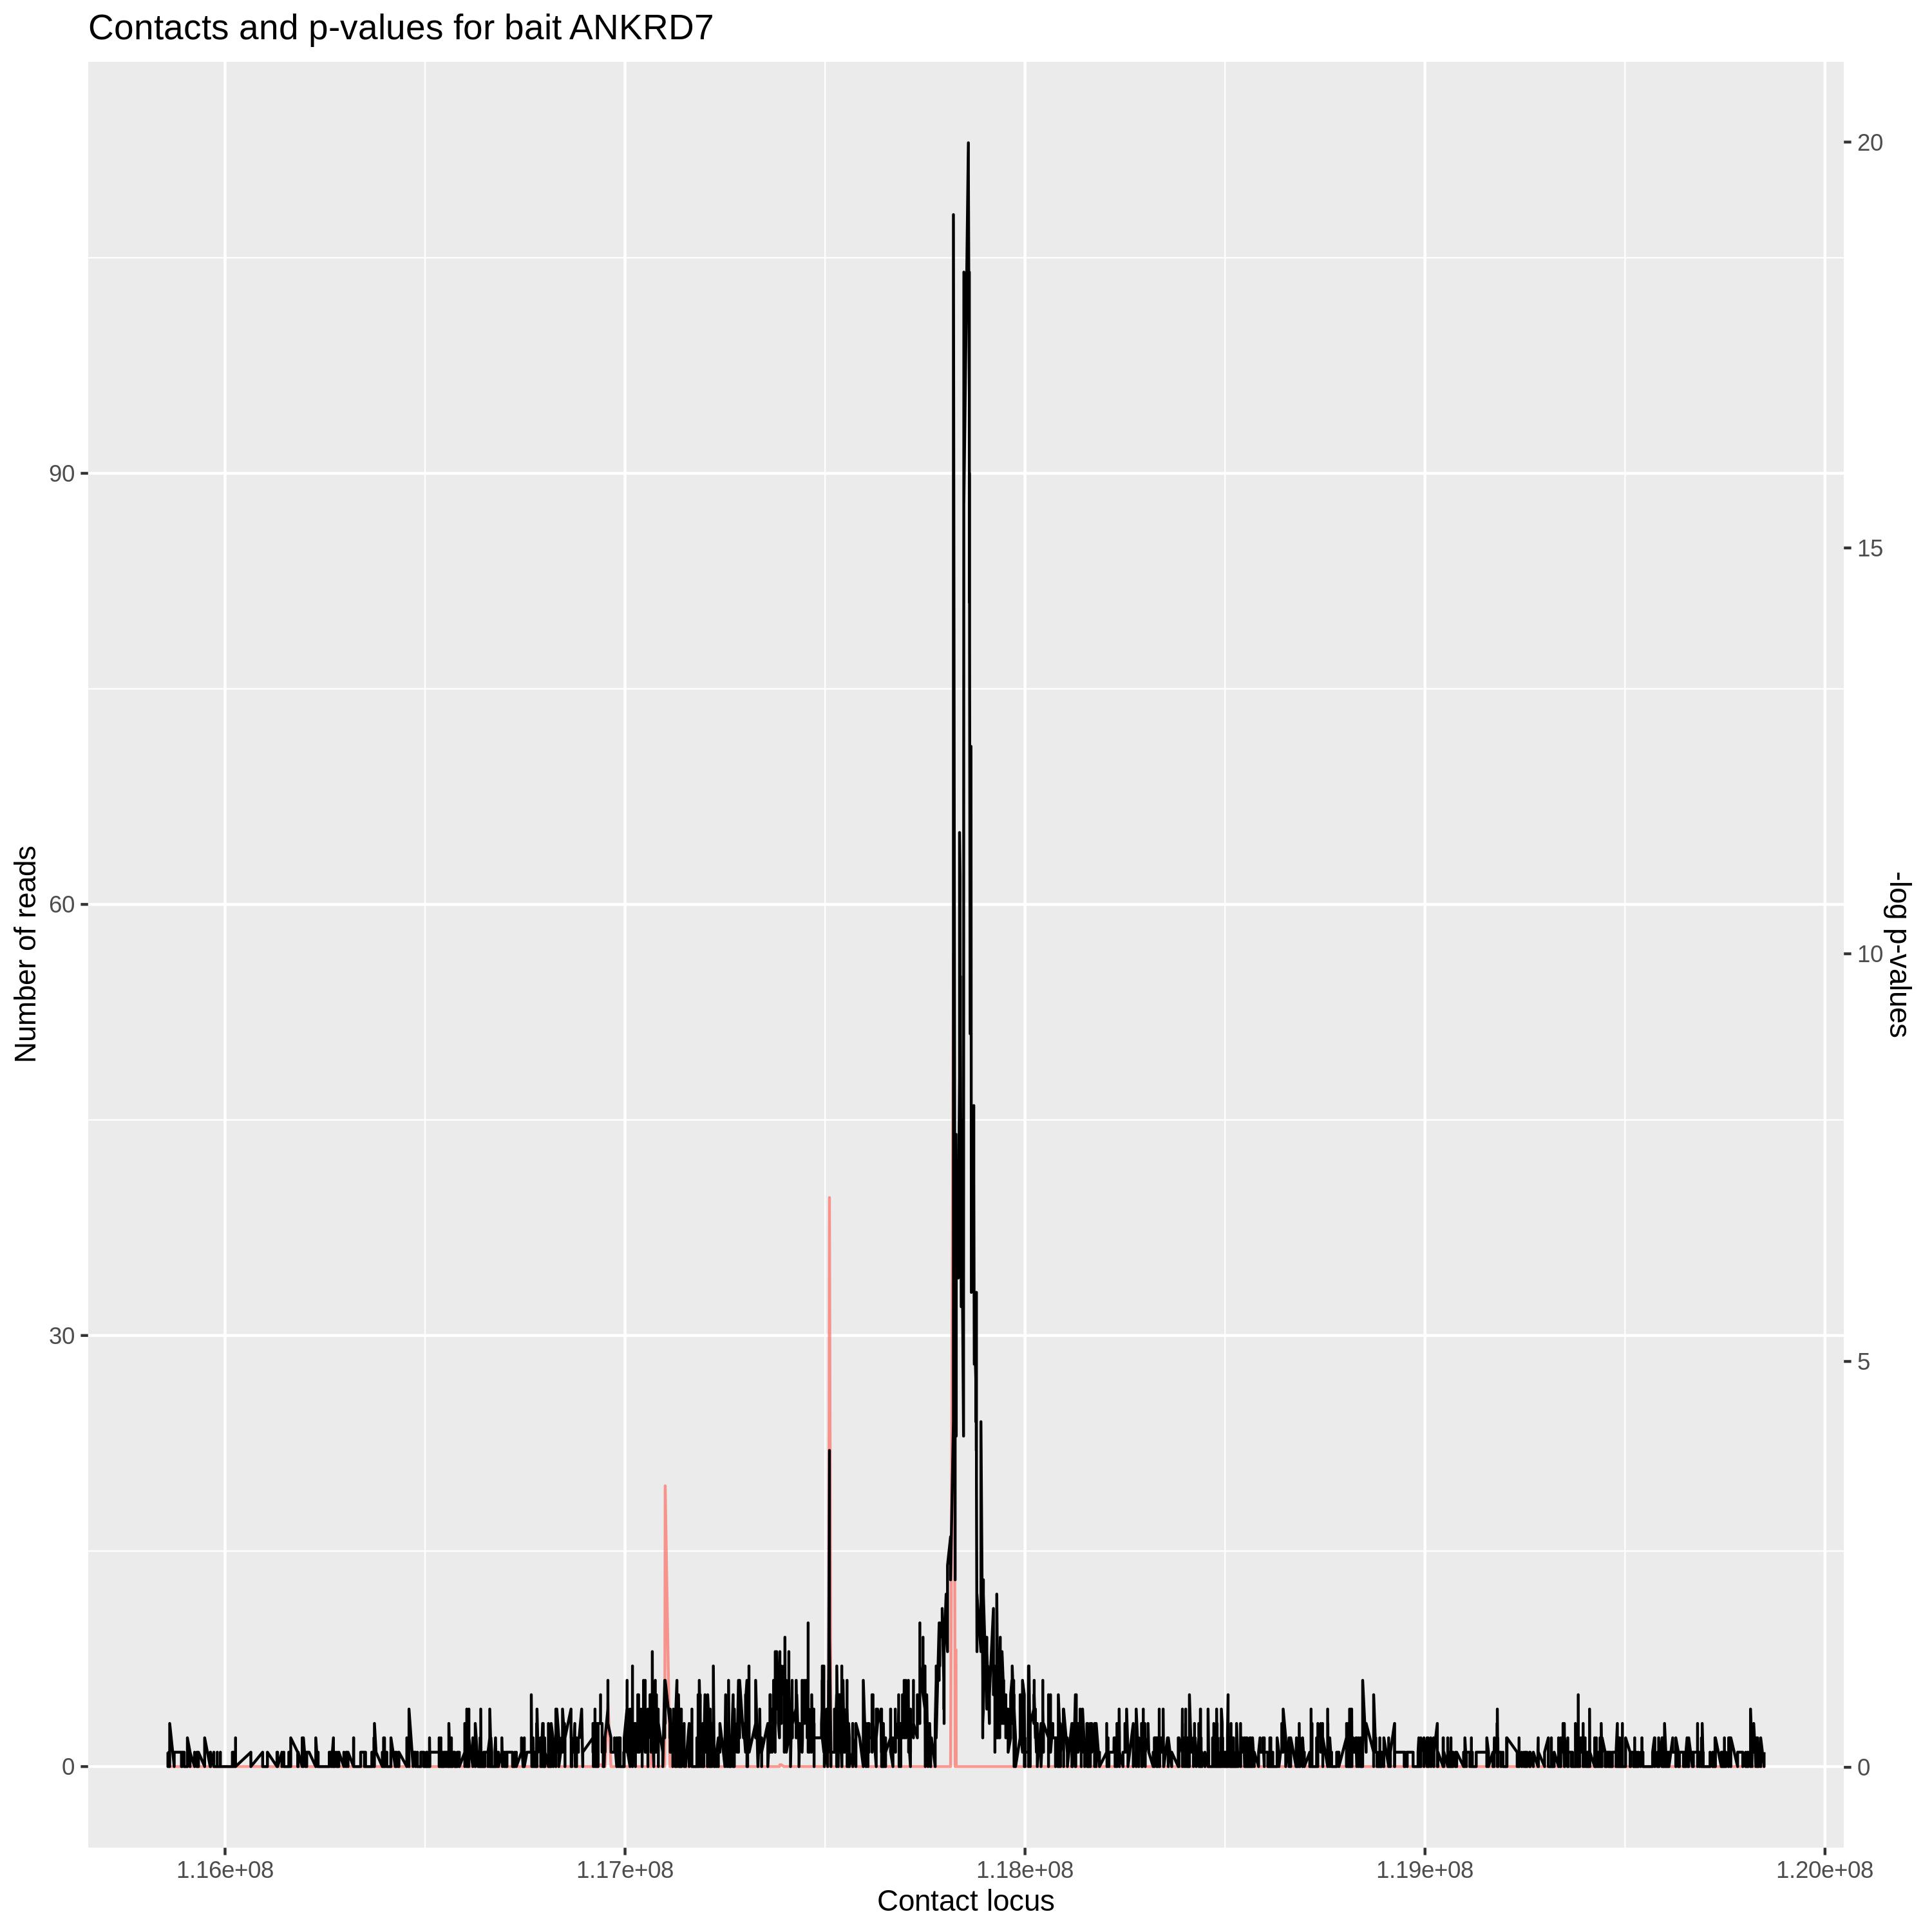 Contacts and p-values for bait ANKRD7
20
90
15
60
10
30
5
0
0
Number of reads
-log p-values
1.16e+08
1.17e+08
1.18e+08
1.19e+08
1.20e+08
Contact locus